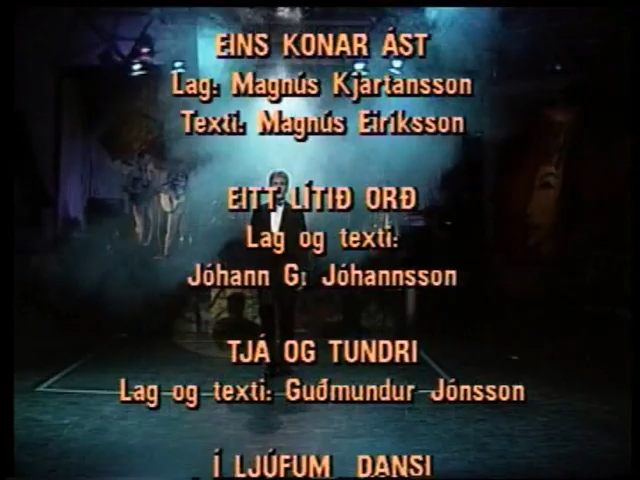 EINS KONAR ÁST
Lag: Magnús Kjartansson
Texti: Magnús Eiríksson
EITT LÍTIÐ ORÐ
Lag og texti:
Jóhann G. Jóhannsson
TJÁ OG TUNDRI
Lag og texti: Guðmundur Jónsson
Í LJÚFUM DANSI